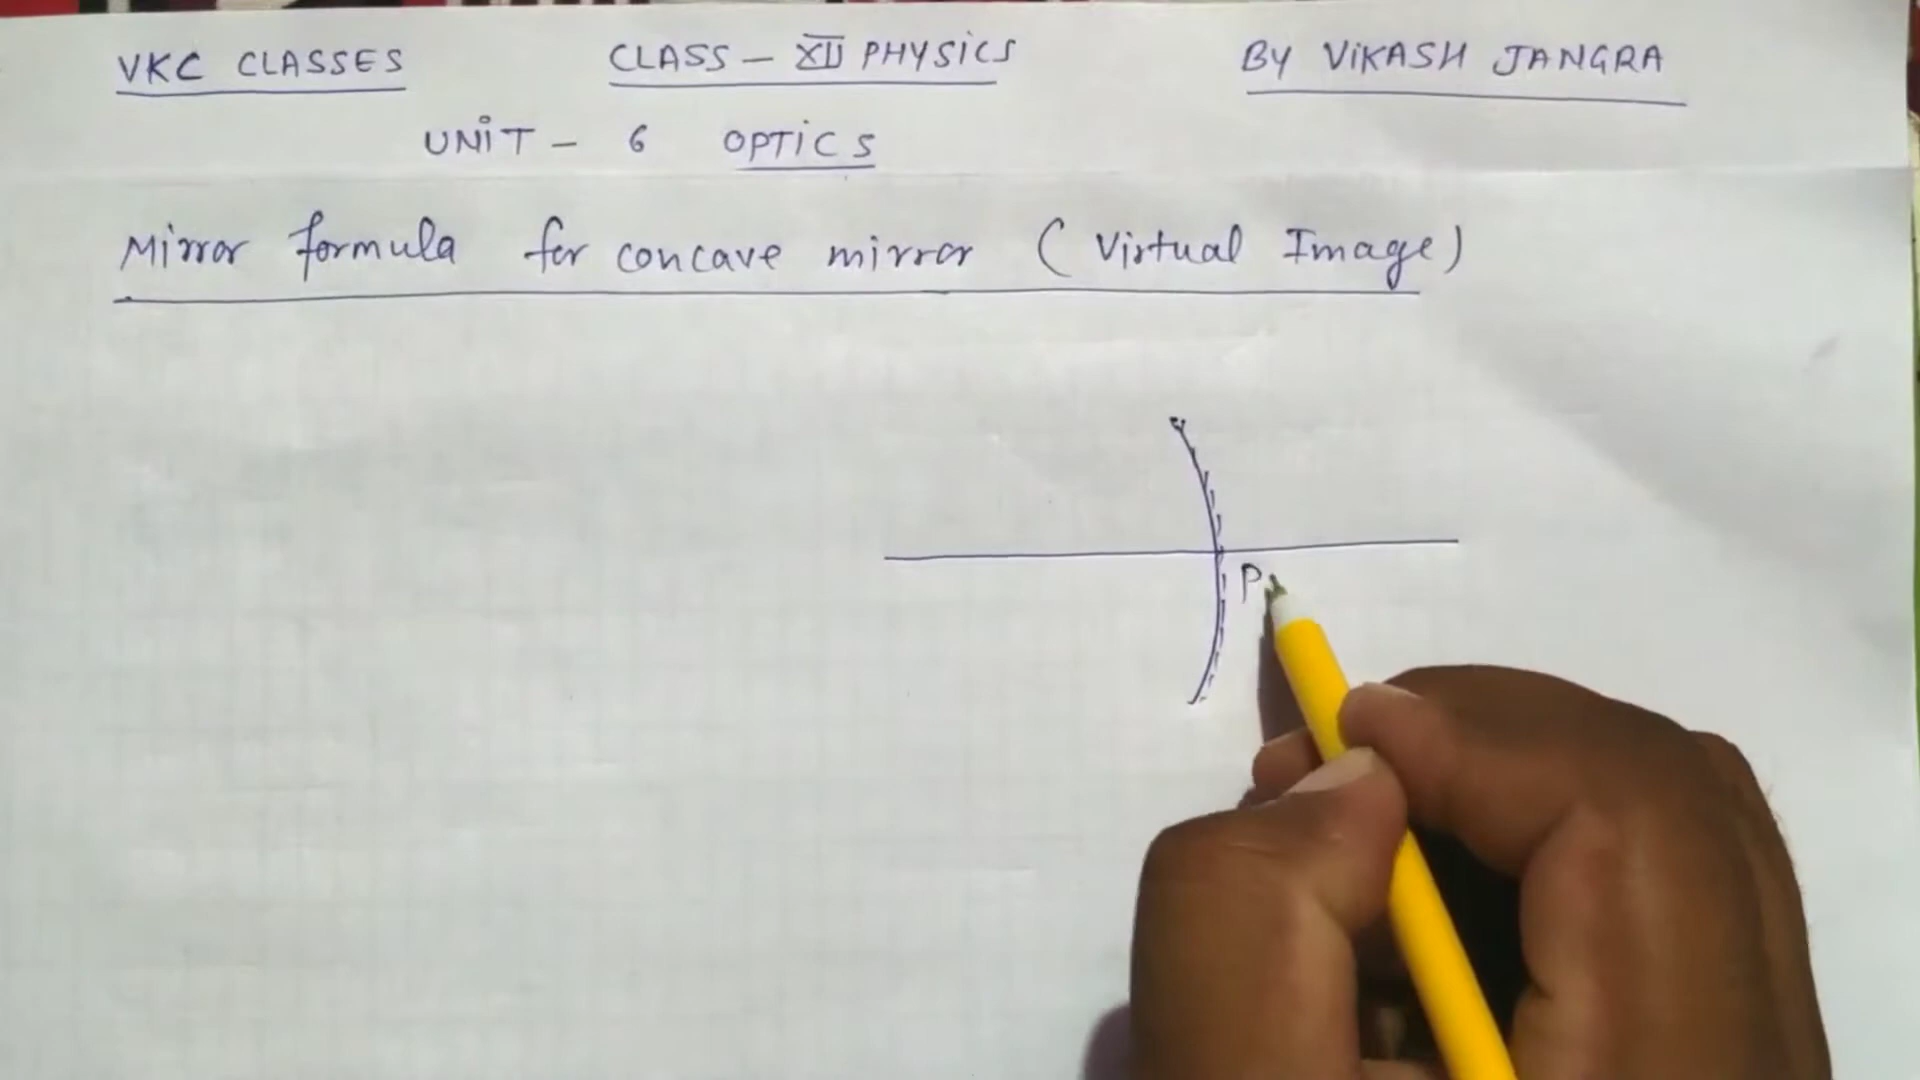 VKC CLASSES CLASS - XII PHYSICS BY VIKASH JANGRA
UNIT - 6 OPTICS
Mirror formula for concave mirror (Virtual Image)
P